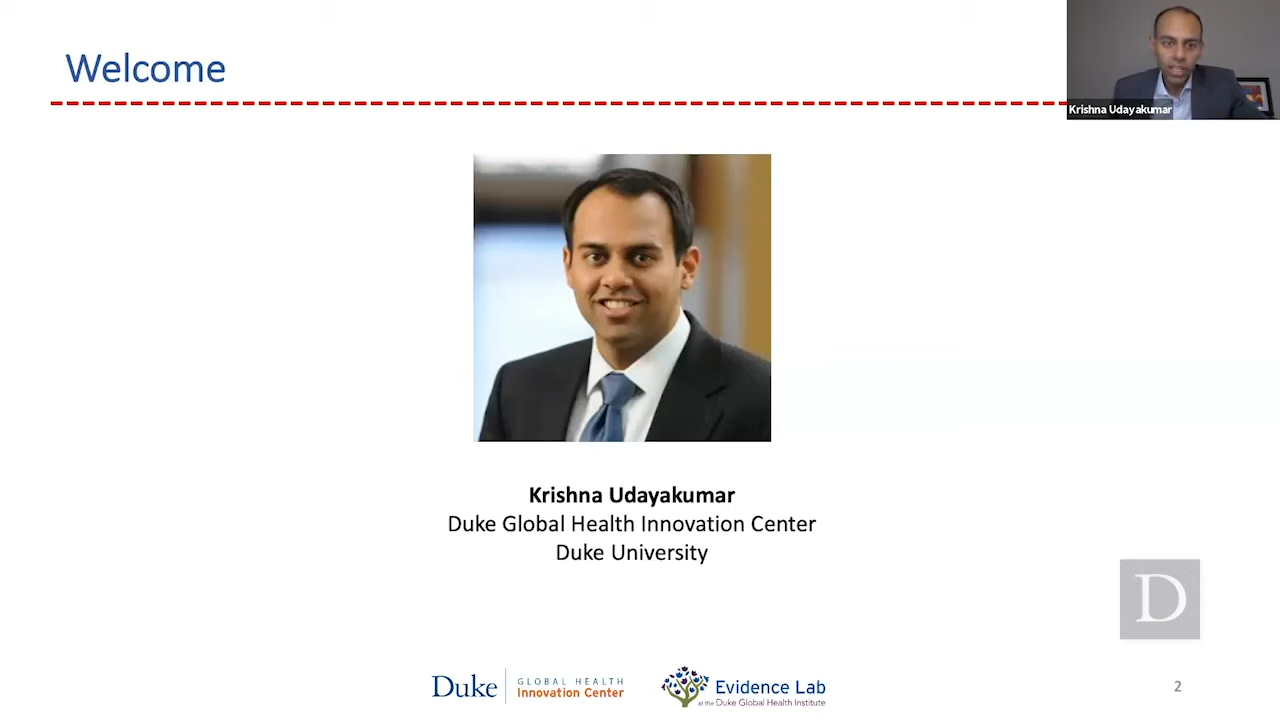 Welcome
Krishna Udayakumar
Krishna Udayakumar
Duke Global Health Innovation Center
Duke University
D
Duke
GLOBAL HEALTH
Innovation Center
Evidence Lab
at the Duke Global Health Institute
2